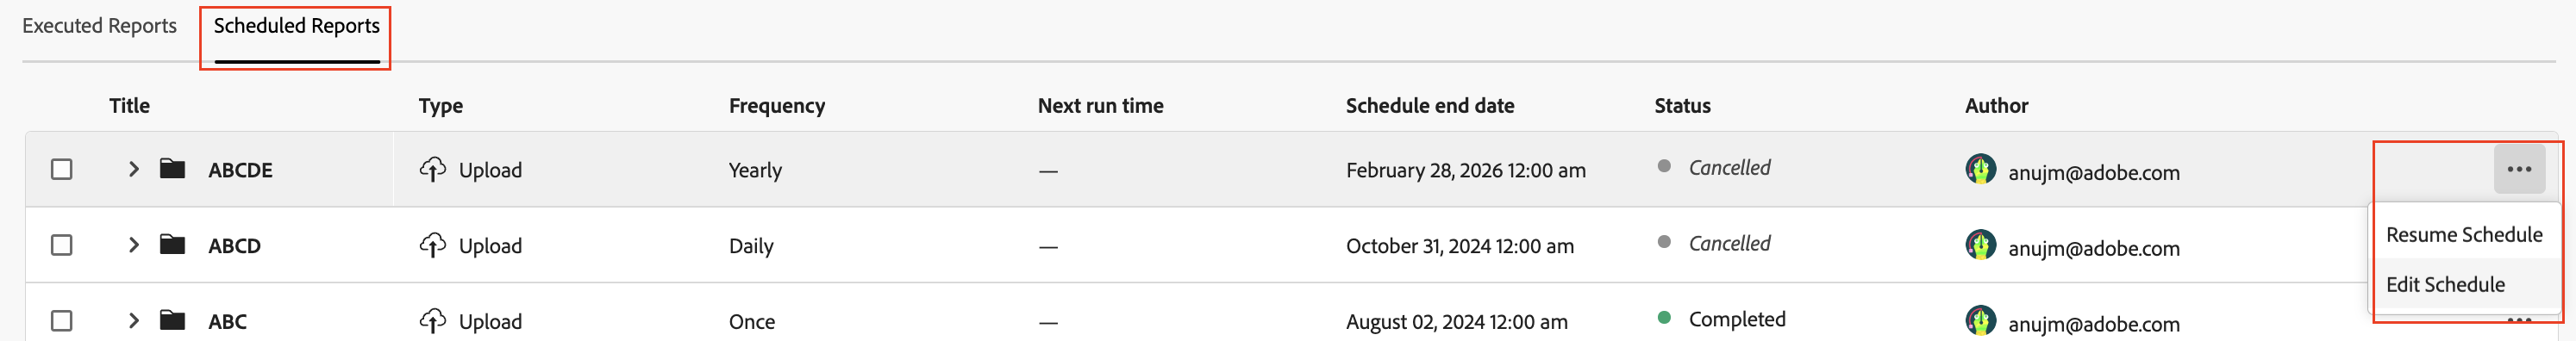 Executed Reports Scheduled Reports
Title Type Frequency Next run time Schedule end date Status Author
ABCDE Upload Yearly — February 28, 2026 12:00 am Cancelled anujm@adobe.com
Resume Schedule
ABCD Upload Daily — October 31, 2024 12:00 am Cancelled anujm@adobe.com
Edit Schedule
ABC Upload Once — August 02, 2024 12:00 am Completed anujm@adobe.com